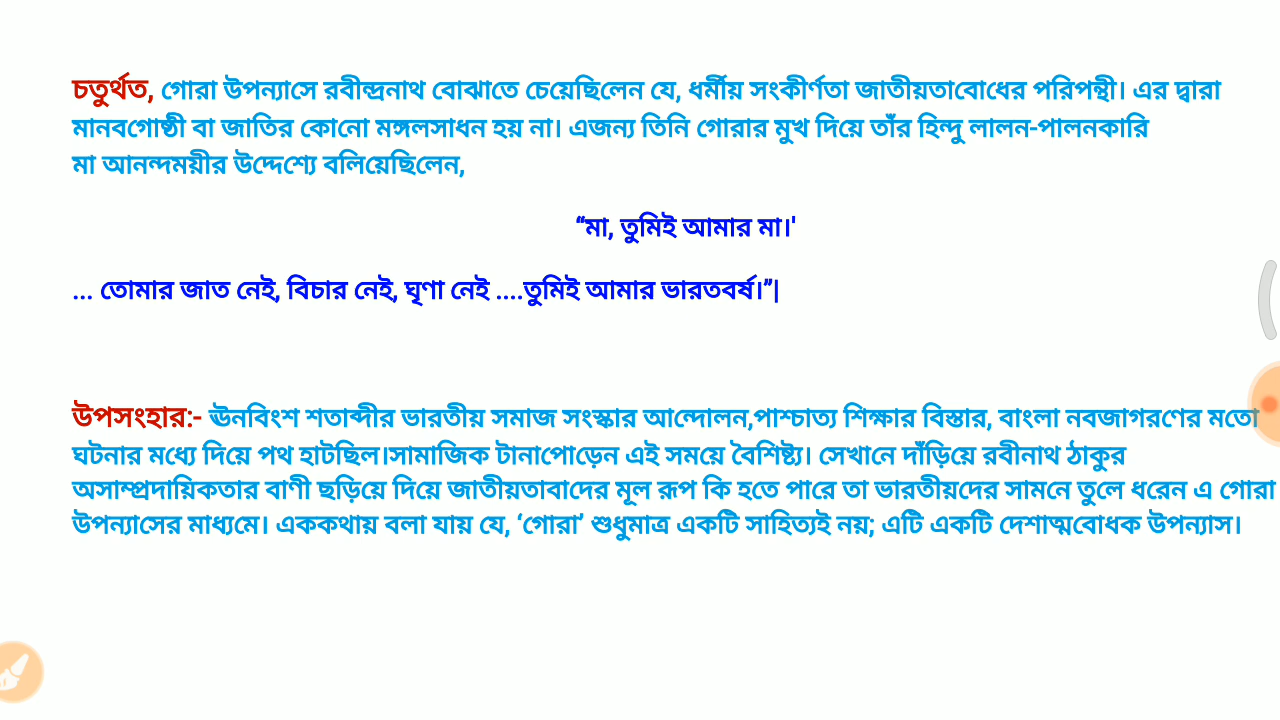 চতুর্থত, গোরা উপন্যাসে রবীন্দ্রনাথ বোঝাতে চেয়েছিলেন যে, ধর্মীয় সংকীর্ণতা জাতীয়তাবোধের পরিপন্থী। এর দ্বারা
মানবগোষ্ঠী বা জাতির কোনো মঙ্গলসাধন হয় না। এজন্য তিনি গোরার মুখ দিয়ে তাঁর হিন্দু লালন-পালনকারি
মা আনন্দময়ীর উদ্দেশ্যে বলিয়েছিলেন,
“মা, তুমিই আমার মা।'
... তোমার জাত নেই, বিচার নেই, ঘৃণা নেই ....তুমিই আমার ভারতবর্ষ।”|
উপসংহার:- ঊনবিংশ শতাব্দীর ভারতীয় সমাজ সংস্কার আন্দোলন,পাশ্চাত্য শিক্ষার বিস্তার, বাংলা নবজাগরণের মতো
ঘটনার মধ্যে দিয়ে পথ হাটছিল।সামাজিক টানাপোড়েন এই সময়ে বৈশিষ্ট্য। সেখানে দাঁড়িয়ে রবীনাথ ঠাকুর
অসাম্প্রদায়িকতার বাণী ছড়িয়ে দিয়ে জাতীয়তাবাদের মূল রূপ কি হতে পারে তা ভারতীয়দের সামনে তুলে ধরেন এ গোরা
উপন্যাসের মাধ্যমে। এককথায় বলা যায় যে, ‘গোরা’ শুধুমাত্র একটি সাহিত্যই নয়; এটি একটি দেশাত্মবোধক উপন্যাস।